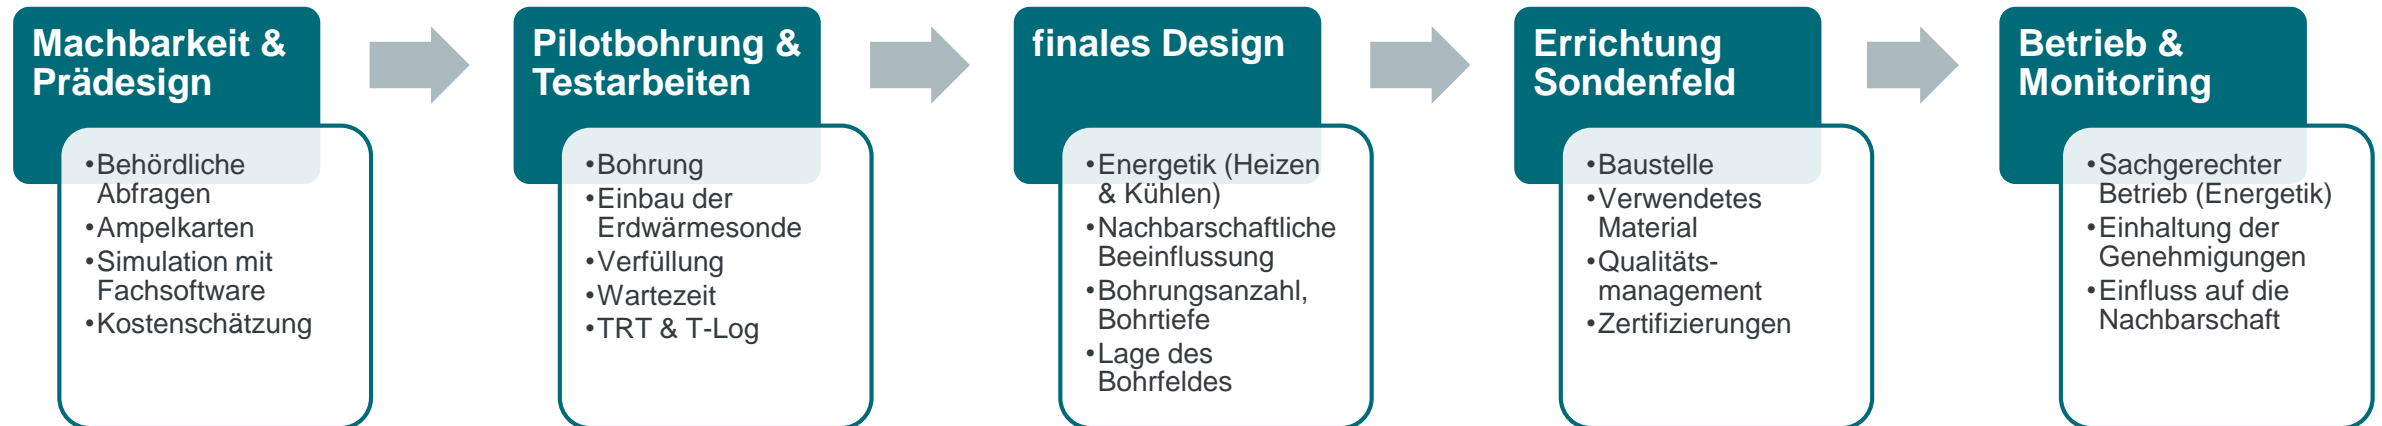 Machbarkeit &
Prädesign
•Behördliche
Abfragen
•Ampelkarten
•Simulation mit
Fachsoftware
•Kostenschätzung
Pilotbohrung &
Testarbeiten
•Bohrung
•Einbau der
Erdwärmesonde
•Verfüllung
•Wartezeit
•TRT & T-Log
finales Design
•Energetik (Heizen
& Kühlen)
•Nachbarschaftliche
Beeinflussung
•Bohrungsanzahl,
Bohrtiefe
•Lage des
Bohrfeldes
Errichtung
Sondenfeld
•Baustelle
•Verwendetes
Material
•Qualitäts-
management
•Zertifizierungen
Betrieb &
Monitoring
•Sachgerechter
Betrieb (Energetik)
•Einhaltung der
Genehmigungen
•Einfluss auf die
Nachbarschaft